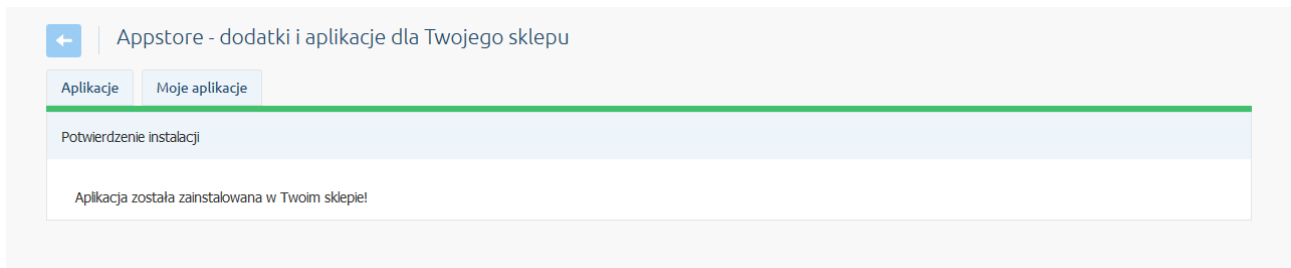 Appstore - dodatki i aplikacje dla Twojego sklepu
Aplikacje Moje aplikacje
Potwierdzenie instalacji
Aplikacja została zainstalowana w Twoim sklepie!